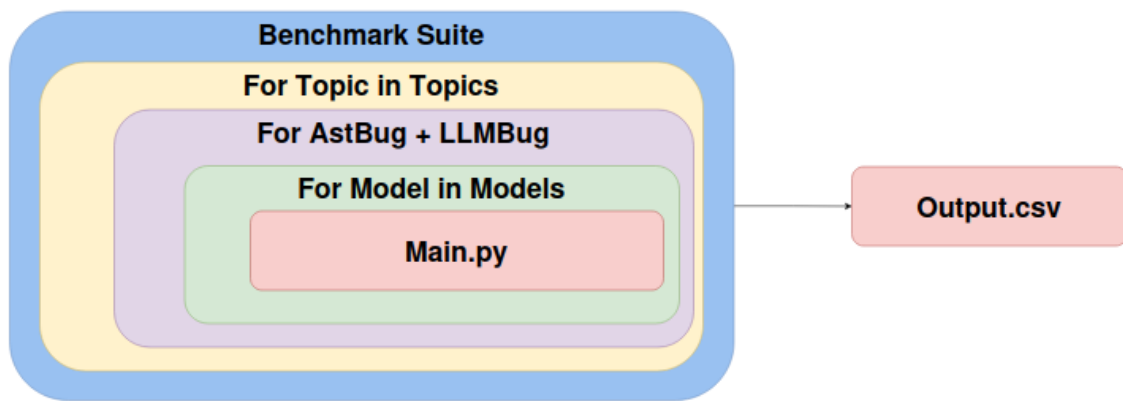 Benchmark Suite
For Topic in Topics
For AstBug + LLMBug
For Model in Models
Main.py
Output.csv